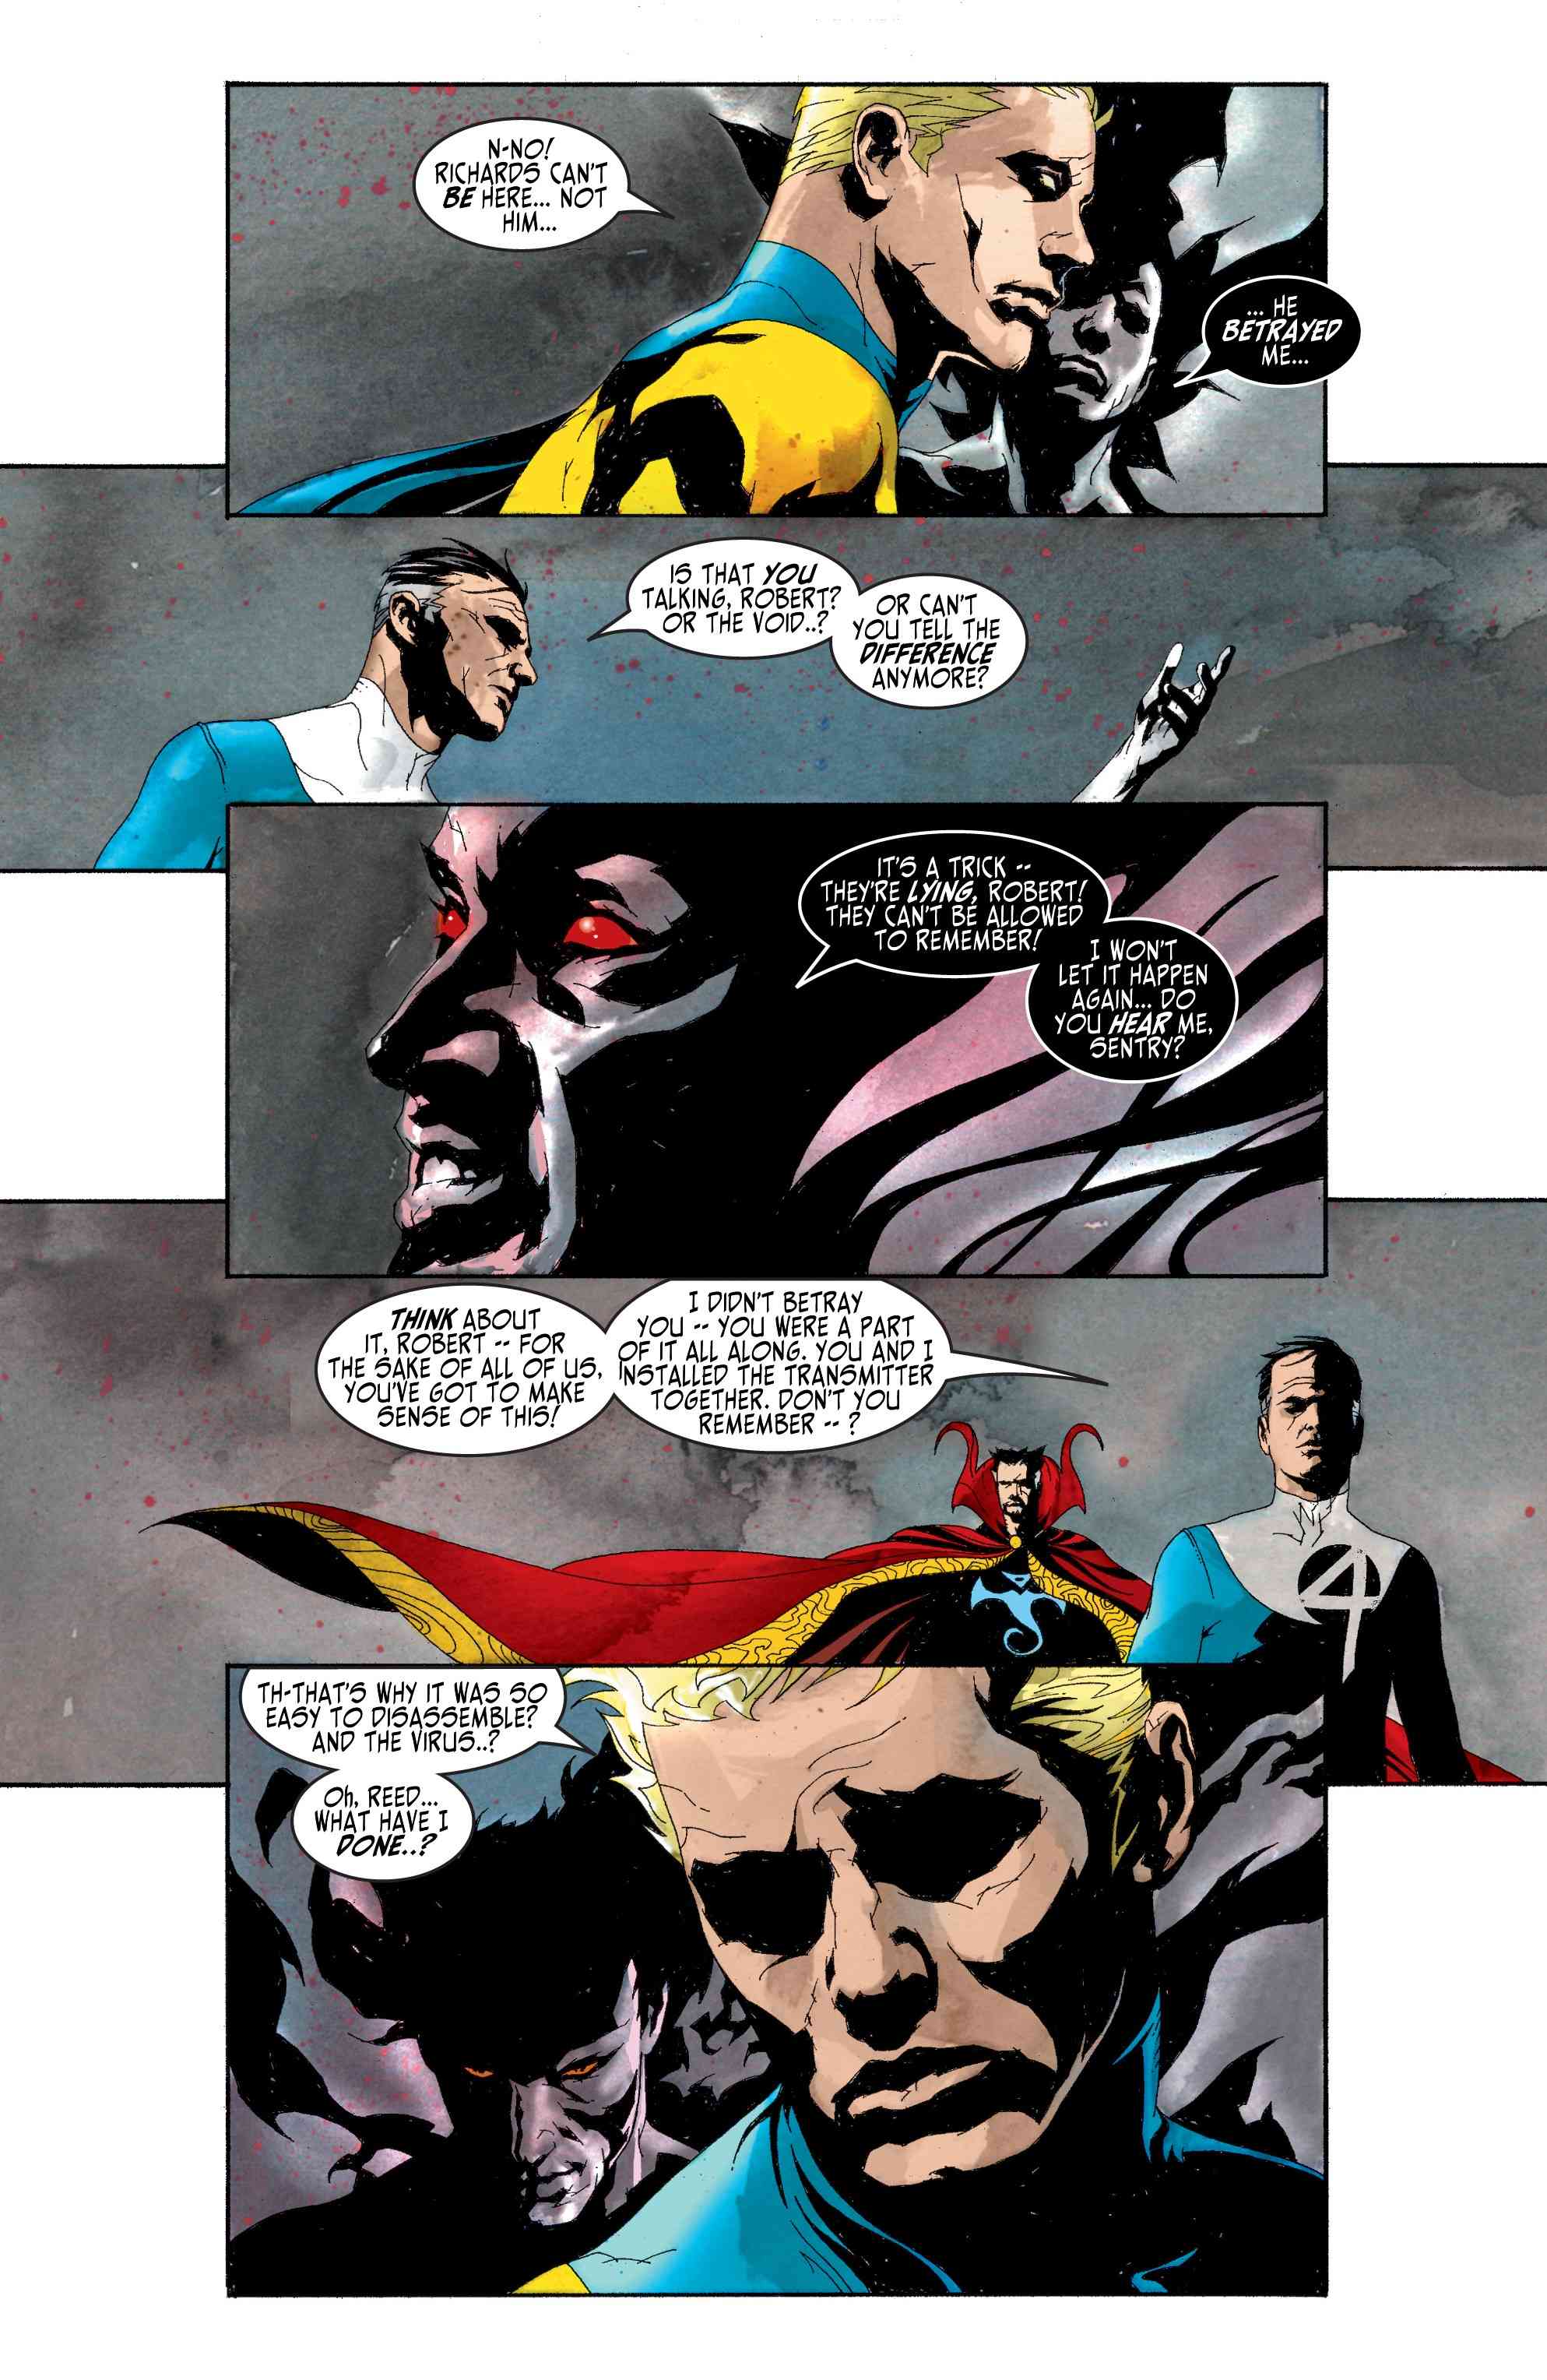 N-NO!
RICHARDS CAN'T
BE HERE... NOT
HIM...
... HE
BETRAYED
ME...
IS THAT YOU
TALKING, ROBERT?
OR THE VOID..?
OR CAN'T
YOU TELL THE
DIFFERENCE
ANYMORE?
IT'S A TRICK --
THEY'RE LYING, ROBERT!
THEY CAN'T BE ALLOWED
TO REMEMBER!
I WON'T
LET IT HAPPEN
AGAIN... DO
YOU HEAR ME,
SENTRY?
THINK ABOUT
IT, ROBERT -- FOR
THE SAKE OF ALL OF US,
YOU'VE GOT TO MAKE
SENSE OF THIS!
I DIDN'T BETRAY
YOU -- YOU WERE A PART
OF IT ALL ALONG. YOU AND I
INSTALLED THE TRANSMITTER
TOGETHER. DON'T YOU
REMEMBER -- ?
4
TH-THAT'S WHY IT WAS SO
EASY TO DISASSEMBLE?
AND THE VIRUS..?
Oh, REED...
WHAT HAVE I
DONE..?